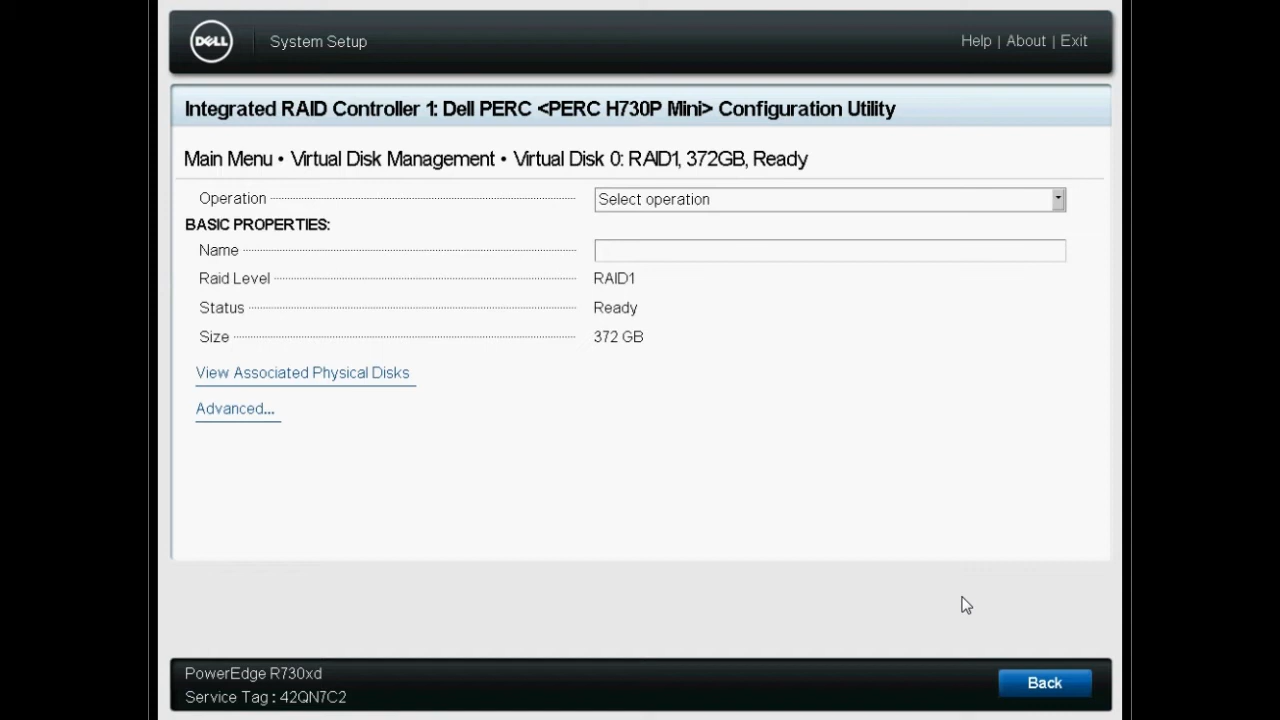 DELL
System Setup
Help | About | Exit
Integrated RAID Controller 1: Dell PERC <PERC H730P Mini> Configuration Utility
Main Menu • Virtual Disk Management • Virtual Disk 0: RAID1, 372GB, Ready
Operation Select operation
BASIC PROPERTIES:
Name
Raid Level RAID1
Status Ready
Size 372 GB
View Associated Physical Disks
Advanced...
PowerEdge R730xd
Service Tag : 42QN7C2
Back